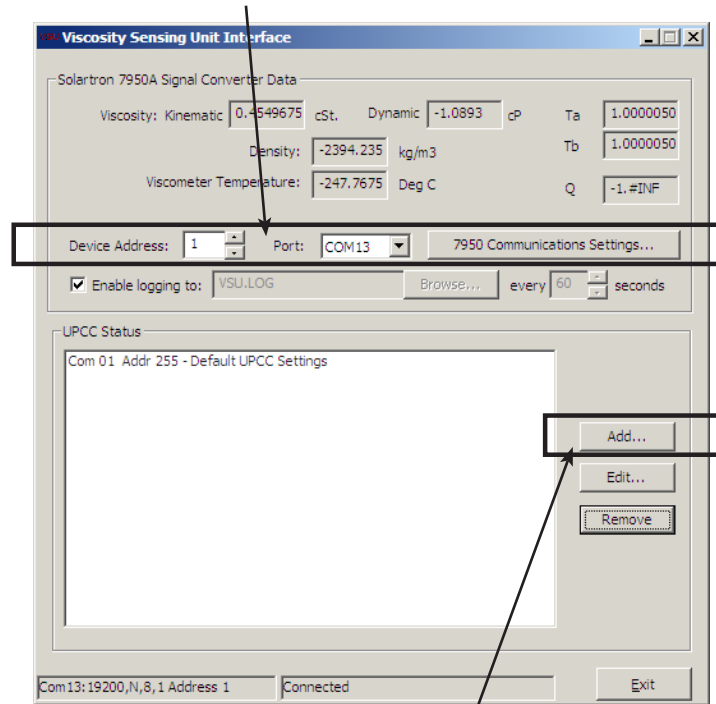 Viscosity Sensing Unit Interface
Solartron 7950A Signal Converter Data
Viscosity: Kinematic 0.4549675 cSt. Dynamic -1.0893 cP Ta 1.0000050
Density: -2394.235 kg/m3 Tb 1.0000050
Viscometer Temperature: -247.7675 Deg C Q -1.#INF
Device Address: 1 Port: COM13 7950 Communications Settings...
Enable logging to: VSU.LOG Browse... every 60 seconds
UPCC Status
Com 01 Addr 255 - Default UPCC Settings
Add...
Edit...
Remove
Com13:19200,N,8,1 Address 1 Connected Exit